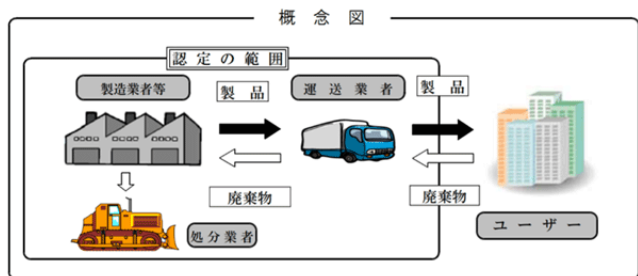 概念図
認定の範囲
製造業者等
製品
運送業者
製品
廃棄物
廃棄物
処分業者
ユーザー